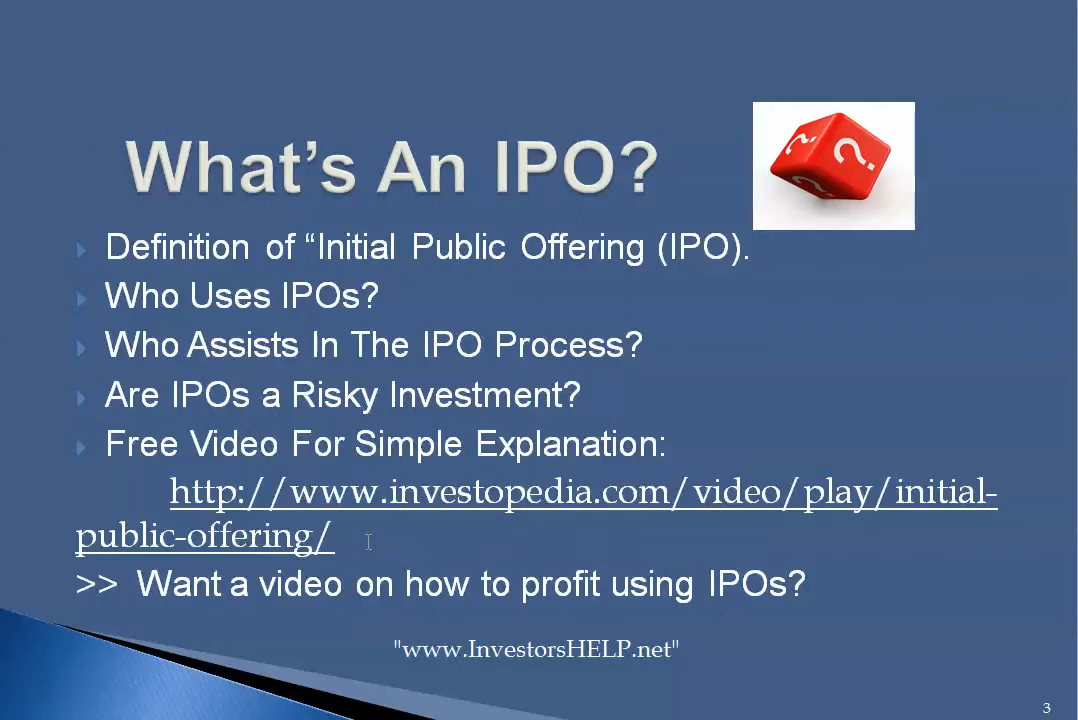 What's An IPO?
Definition of “Initial Public Offering (IPO).
Who Uses IPOs?
Who Assists In The IPO Process?
Are IPOs a Risky Investment?
Free Video For Simple Explanation:
http://www.investopedia.com/video/play/initial-
public-offering/
>> Want a video on how to profit using IPOs?
"www.InvestorsHELP.net"
3